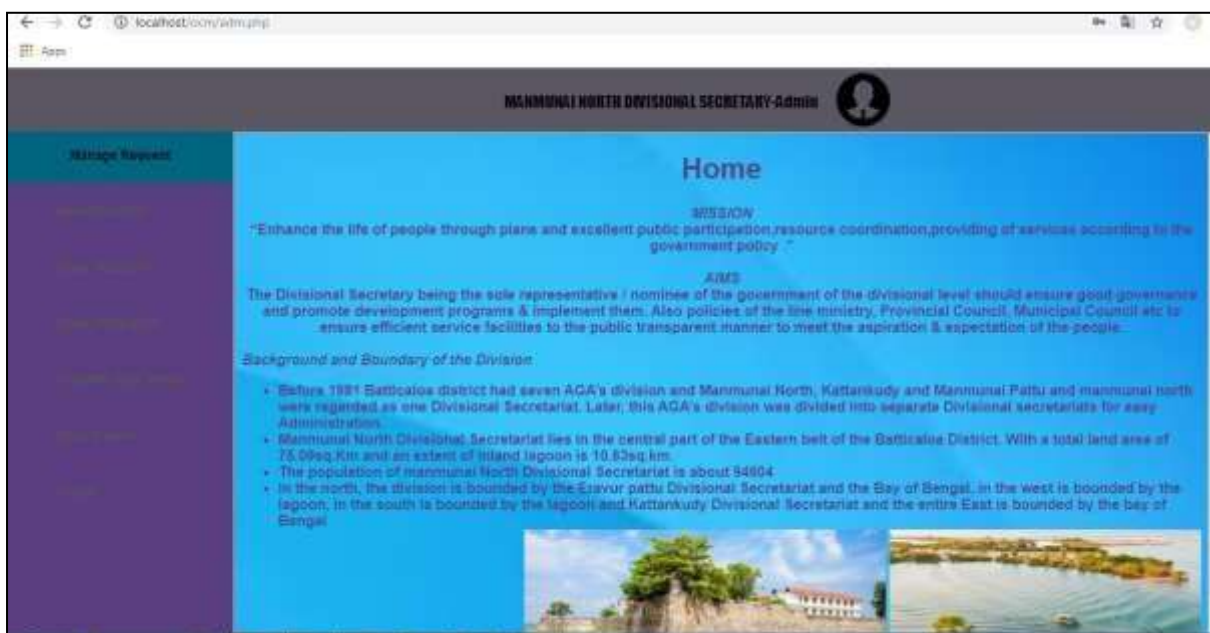 localhost/ocm/adm.php
Apps
MANMUNAI NORTH DIVISIONAL SECRETARY-Admin
Manage Request
Home
MISSION
"Enhance the life of people through plans and excellent public participation,resource coordination,providing of services according to the
government policy ."
AIMS
The Divisional Secretary being the sole representative / nominee of the government of the divisional level should ensure good governance
and promote development programs & implement them. Also policies of the line ministry, Provincial Council, Municipal Council etc to
ensure efficient service facilities to the public transparent manner to meet the aspiration & expectation of the people.
Background and Boundary of the Division
Before 1981 Batticaloa district had seven AGA's division and Manmunai North, Kattankudy and Manmunai Pattu and manmunai north
were regarded as one Divisional Secretariat. Later, this AGA's division was divided into separate Divisional secretariats for easy
Administration.
Manmunai North Divisional Secretariat lies in the central part of the Eastern belt of the Batticaloa District. With a total land area of
Km and an extent of inland lagoon is 10.63sq.km.
The population of manmunai North Divisional Secretariat is about 94604
In the north, the division is bounded by the Eravur pattu Divisional Secretariat and the Bay of Bengal, in the west is bounded by the
lagoon, in the south is bounded by the lagoon and Kattankudy Divisional Secretariat and the entire East is bounded by the bay of
Bengal